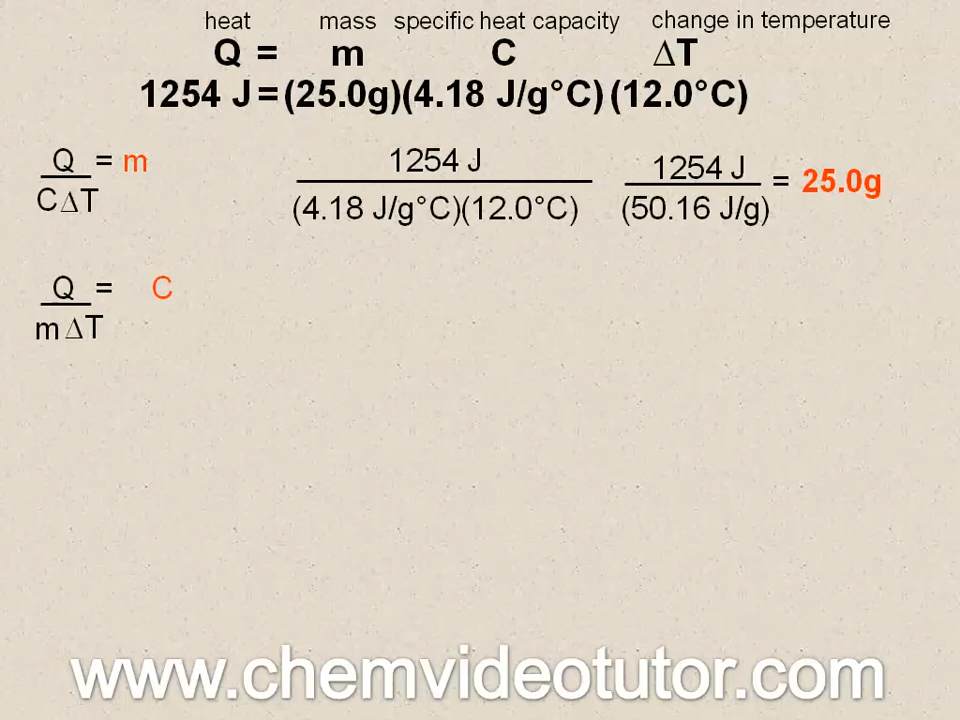 heat mass specific heat capacity change in temperature
Q = m C ΔT
1254 J = (25.0g)(4.18 J/g°C) (12.0°C)
Q = m 1254 J 1254 J = 25.0g
CΔT (4.18 J/g°C)(12.0°C) (50.16 J/g)
Q = C
mΔT
www.chemvideotutor.com